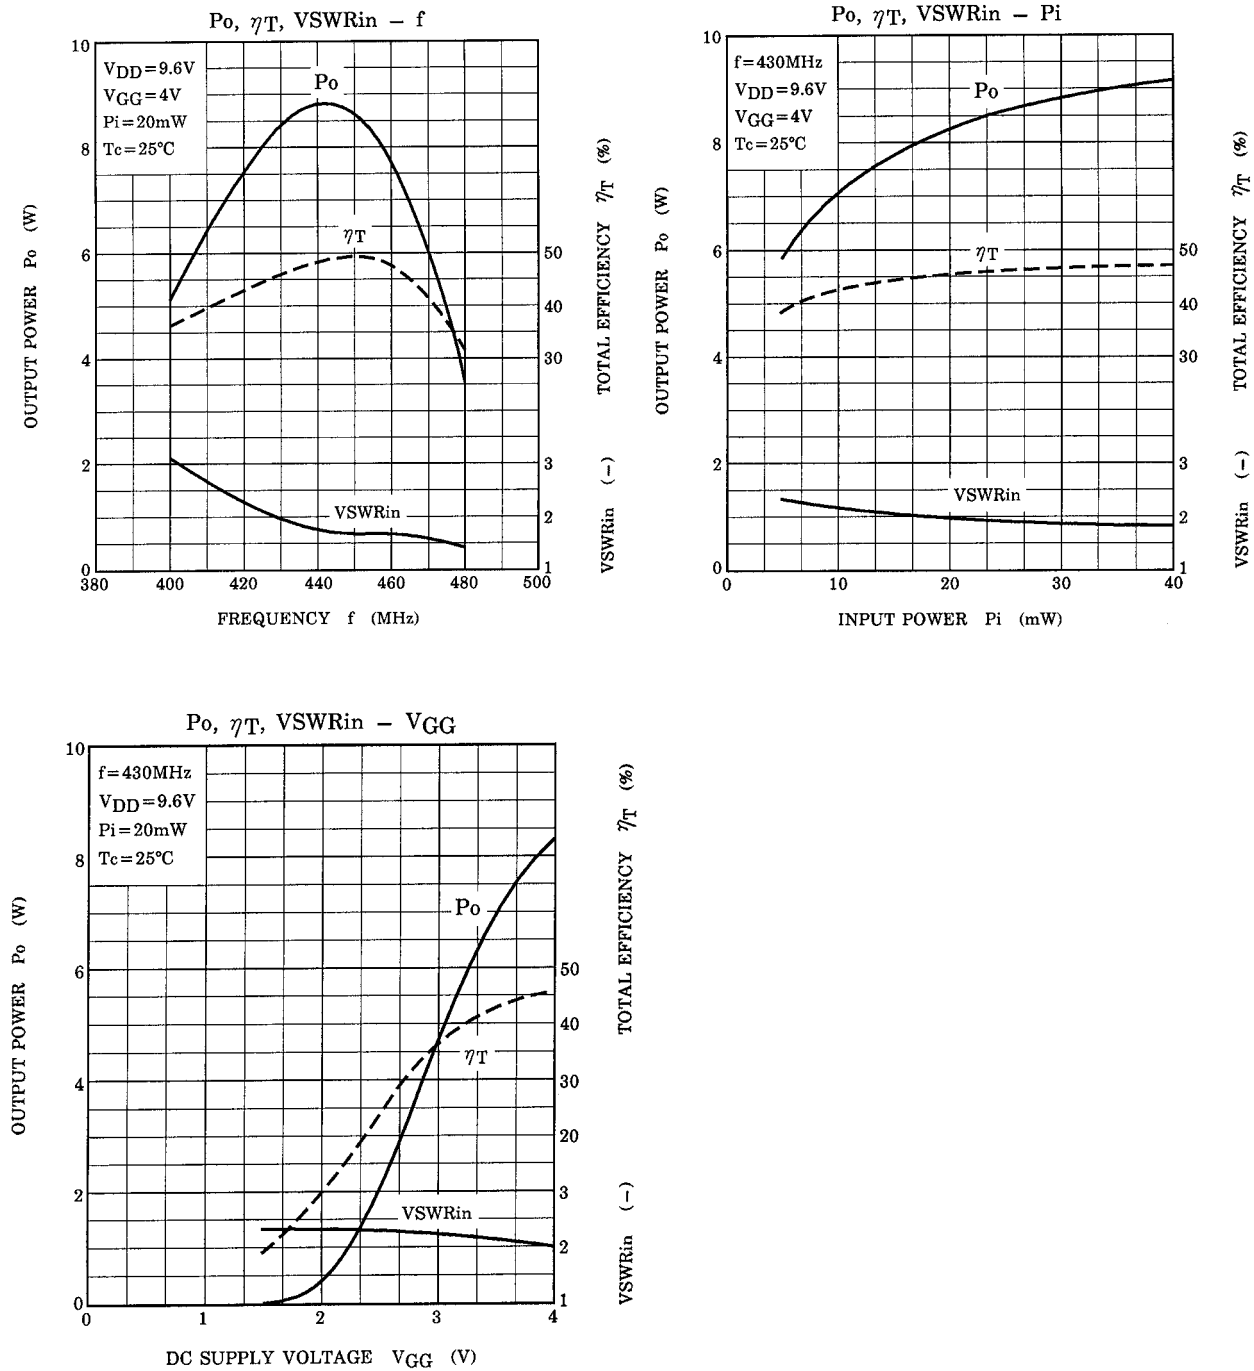 Po, ηT, VSWRin – f
VDD=9.6V
VGG=4V
Pi=20mW
Tc=25°C
Po
ηT
VSWRin
10
8
6
4
2
0
50
40
30
3
2
1
380 400 420 440 460 480 500
OUTPUT POWER Po (W)
TOTAL EFFICIENCY ηT (%)
VSWRin (–)
FREQUENCY f (MHz)
Po, ηT, VSWRin – Pi
f=430MHz
VDD=9.6V
VGG=4V
Tc=25°C
Po
ηT
VSWRin
10
8
6
4
2
0
50
40
30
3
2
1
0 10 20 30 40
OUTPUT POWER Po (W)
TOTAL EFFICIENCY ηT (%)
VSWRin (–)
INPUT POWER Pi (mW)
Po, ηT, VSWRin – VGG
f=430MHz
VDD=9.6V
Pi=20mW
Tc=25°C
Po
ηT
VSWRin
10
8
6
4
2
0
50
40
30
20
3
2
1
0 1 2 3 4
OUTPUT POWER Po (W)
TOTAL EFFICIENCY ηT (%)
VSWRin (–)
DC SUPPLY VOLTAGE VGG (V)